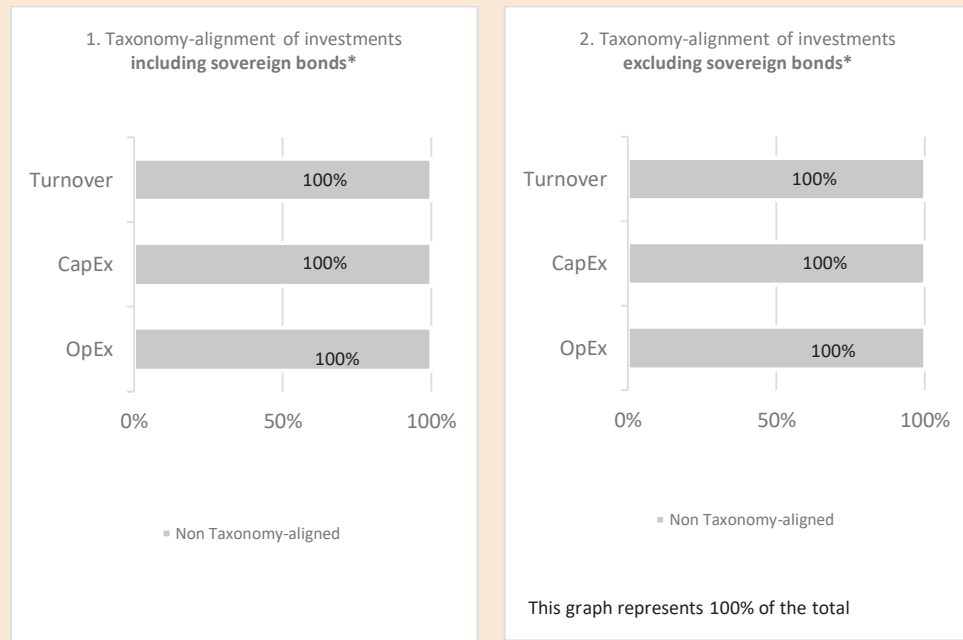 1. Taxonomy-alignment of investments
including sovereign bonds*
Turnover
100%
CapEx
100%
OpEx
100%
0%
50%
100%
Non Taxonomy-aligned
2. Taxonomy-alignment of investments
excluding sovereign bonds*
Turnover
100%
CapEx
100%
OpEx
100%
0%
50%
100%
Non Taxonomy-aligned
This graph represents 100% of the total